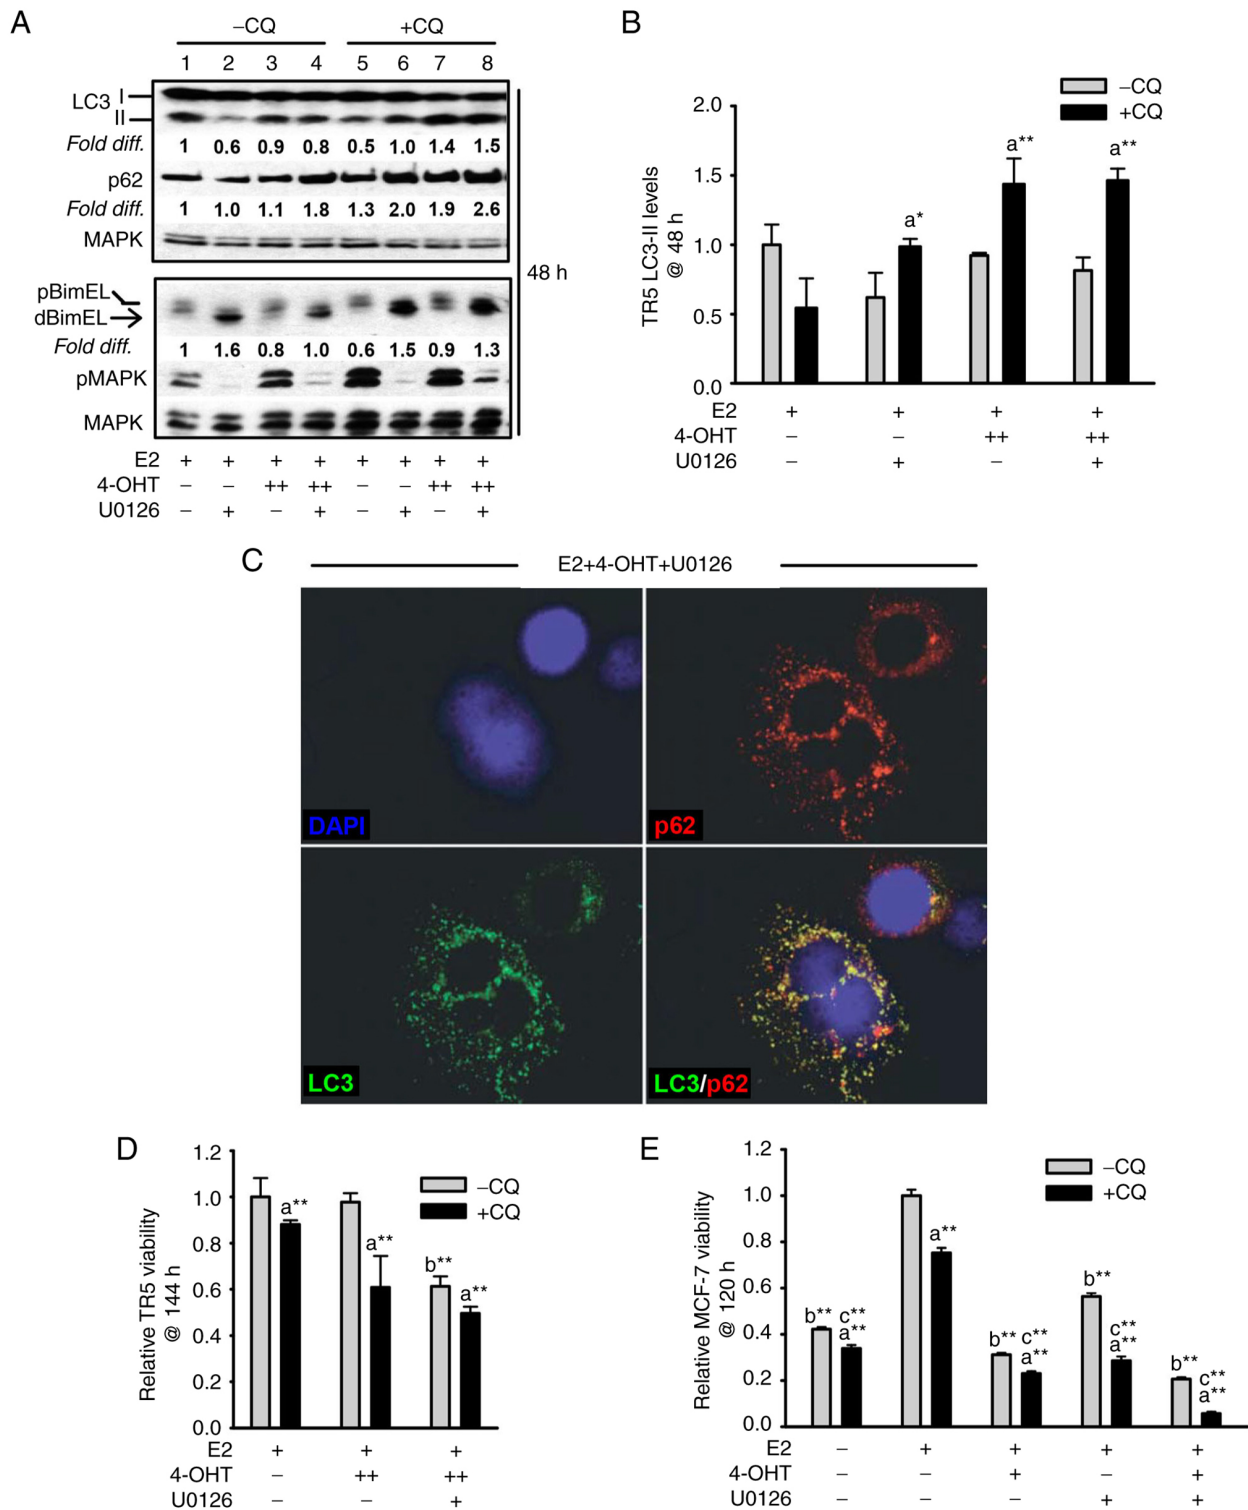 A
−CQ +CQ
1 2 3 4 5 6 7 8
LC3 I
II
Fold diff. 1 0.6 0.9 0.8 0.5 1.0 1.4 1.5
p62
Fold diff. 1 1.0 1.1 1.8 1.3 2.0 1.9 2.6
MAPK
48 h
pBimEL
dBimEL
Fold diff. 1 1.6 0.8 1.0 0.6 1.5 0.9 1.3
pMAPK
MAPK
E2 + + + + + + + +
4-OHT − − ++ ++ − − ++ ++
U0126 − + − + − + − +
B
−CQ
+CQ
TR5 LC3-II levels
@ 48 h
2.0
1.5
1.0
0.5
0.0
a*
a**
a**
E2 + + + +
4-OHT − − ++ ++
U0126 − + − +
C
E2+4-OHT+U0126
DAPI
p62
LC3
LC3/p62
D
−CQ
+CQ
Relative TR5 viability
@ 144 h
1.2
1.0
0.8
0.6
0.4
0.2
0.0
a**
a**
b**
a**
E2 + + +
4-OHT − ++ ++
U0126 − − +
E
−CQ
+CQ
Relative MCF-7 viability
@ 120 h
1.2
1.0
0.8
0.6
0.4
0.2
0.0
b**
c**
a**
a**
b**
c**
a**
b**
c**
a**
b**
c**
a**
E2 − + + + +
4-OHT − − + − +
U0126 − − − + +